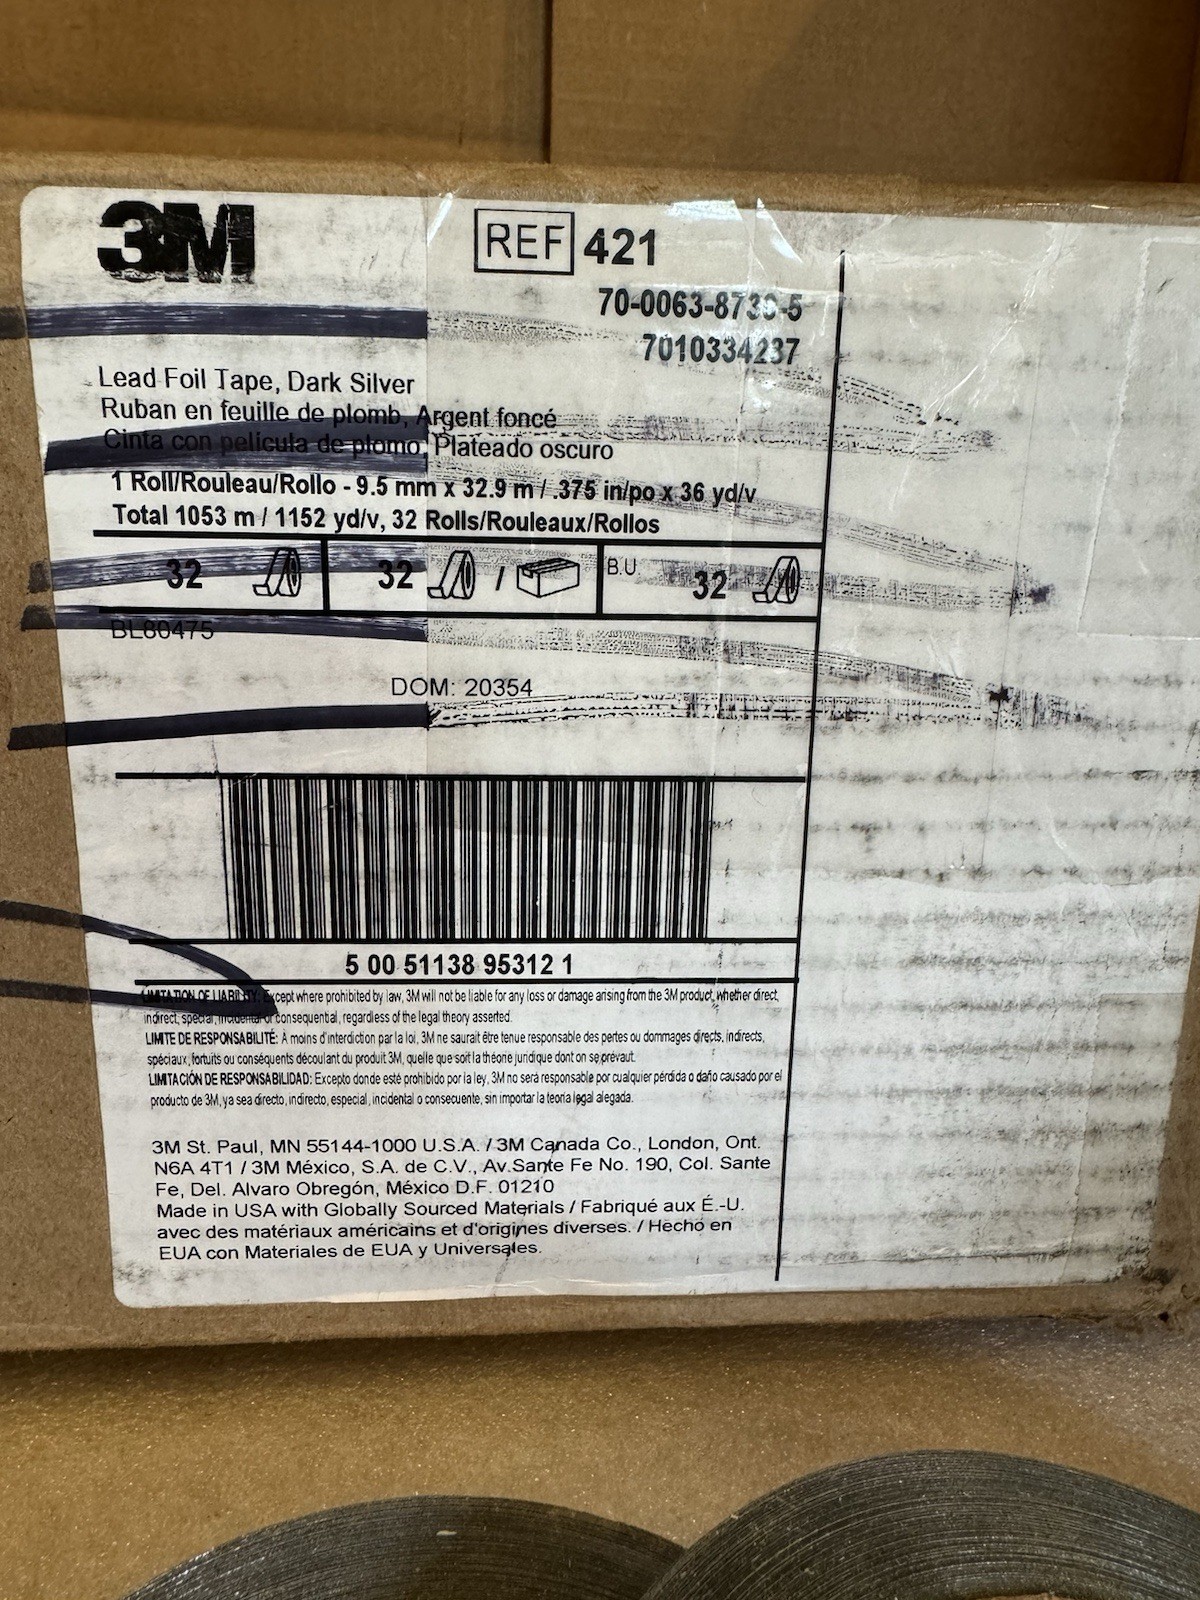 3M
REF 421
70-0063-8730-5
7010334237
Lead Foil Tape, Dark Silver
Ruban en feuille de plomb, Argent foncé
Cinta con película de plomo, Plateado oscuro
1 Roll/Rouleau/Rollo - 9.5 mm x 32.9 m / .375 in/po x 36 yd/v
Total 1053 m / 1152 yd/v, 32 Rolls/Rouleaux/Rollos
32 32 / B.U. 32
BL80475
DOM: 20354
5 00 51138 95312 1
LIMITATION OF LIABILITY: Except where prohibited by law, 3M will not be liable for any loss or damage arising from the 3M product, whether direct,
indirect, special, incidental or consequential, regardless of the legal theory asserted.
LIMITE DE RESPONSABILITÉ: À moins d'interdiction par la loi, 3M ne saurait être tenue responsable des pertes ou dommages directs, indirects,
spéciaux, fortuits ou conséquents découlant du produit 3M, quelle que soit la théorie juridique dont on se prévaut.
LIMITACIÓN DE RESPONSABILIDAD: Excepto donde esté prohibido por la ley, 3M no será responsable por cualquier pérdida o daño causado por el
producto de 3M, ya sea directo, indirecto, especial, incidental o consecuente, sin importar la teoría legal alegada.
3M St. Paul, MN 55144-1000 U.S.A. / 3M Canada Co., London, Ont.
N6A 4T1 / 3M México, S.A. de C.V., Av.Sante Fe No. 190, Col. Sante
Fe, Del. Alvaro Obregón, México D.F. 01210
Made in USA with Globally Sourced Materials / Fabriqué aux É.-U.
avec des matériaux américains et d'origines diverses. / Hecho en
EUA con Materiales de EUA y Universales.